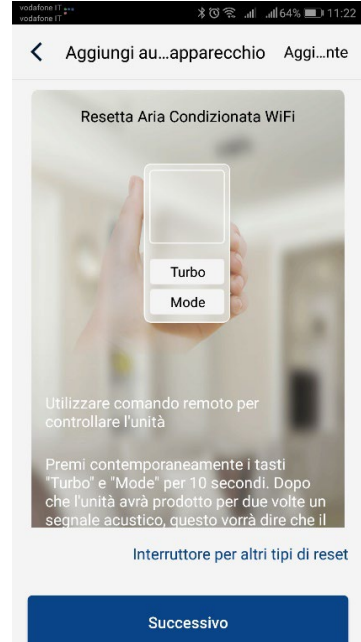 vodafone IT
vodafone IT
64% 11:22
Aggiungi au...apparecchio Aggi...nte
Resetta Aria Condizionata WiFi
Turbo
Mode
Utilizzare comando remoto per
controllare l'unità
Premi contemporaneamente i tasti
"Turbo" e "Mode" per 10 secondi. Dopo
che l'unità avrà prodotto per due volte un
segnale acustico, questo vorrà dire che il
Interruttore per altri tipi di reset
Successivo